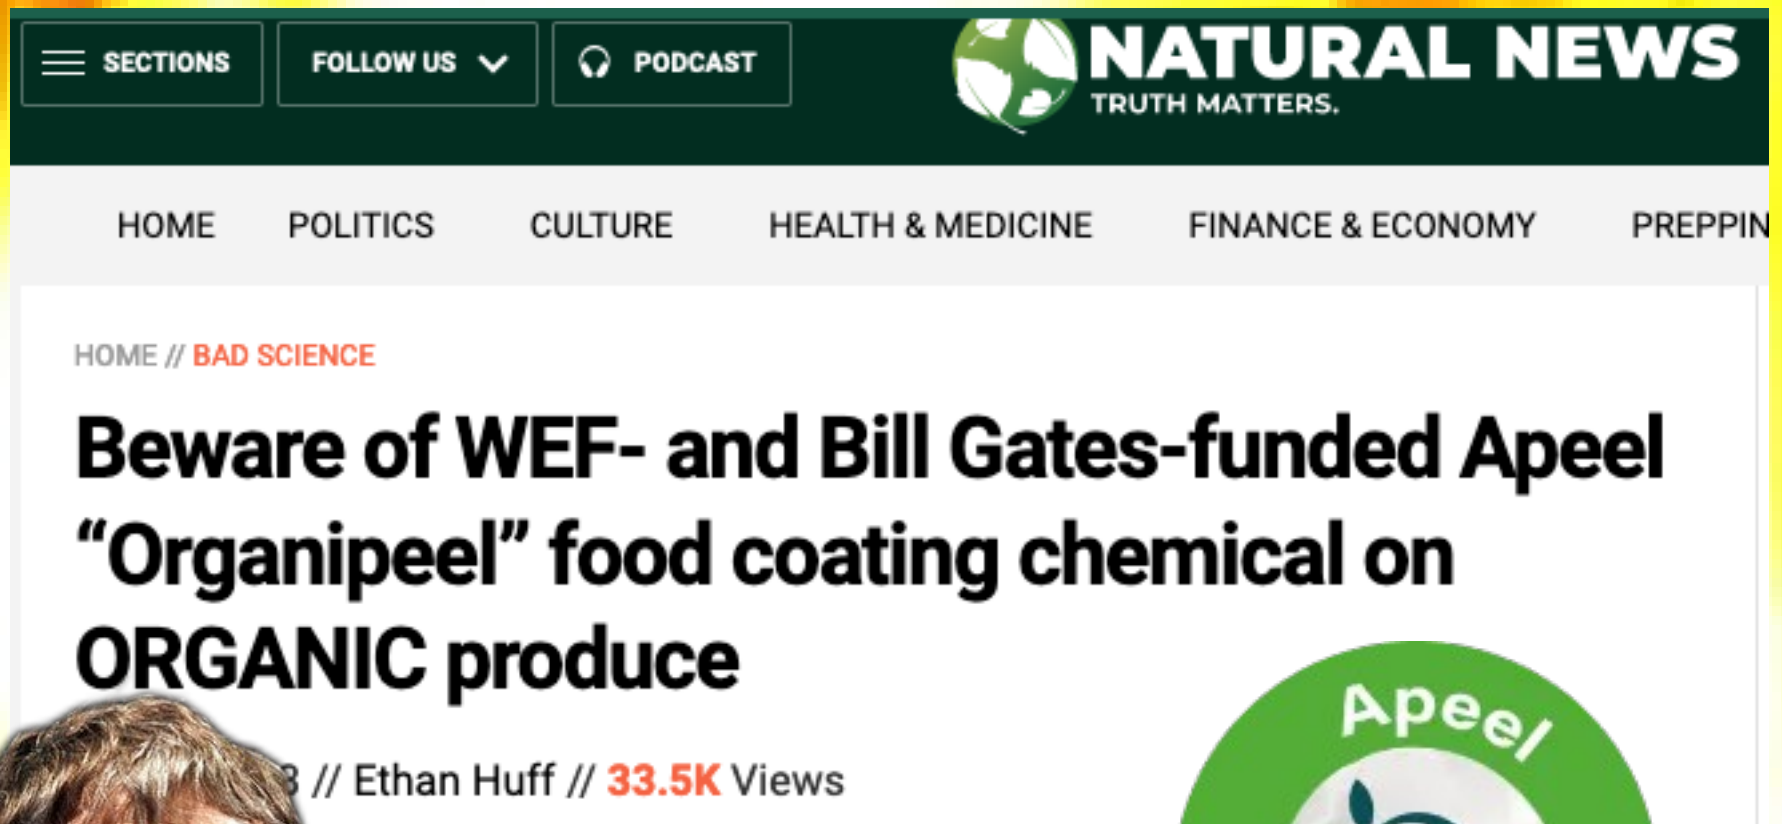 SECTIONS
FOLLOW US
PODCAST
NATURAL NEWS
TRUTH MATTERS.
HOME
POLITICS
CULTURE
HEALTH & MEDICINE
FINANCE & ECONOMY
PREPPIN
HOME // BAD SCIENCE
Beware of WEF- and Bill Gates-funded Apeel
“Organipeel” food coating chemical on
ORGANIC produce
3 // Ethan Huff // 33.5K Views
Apeel